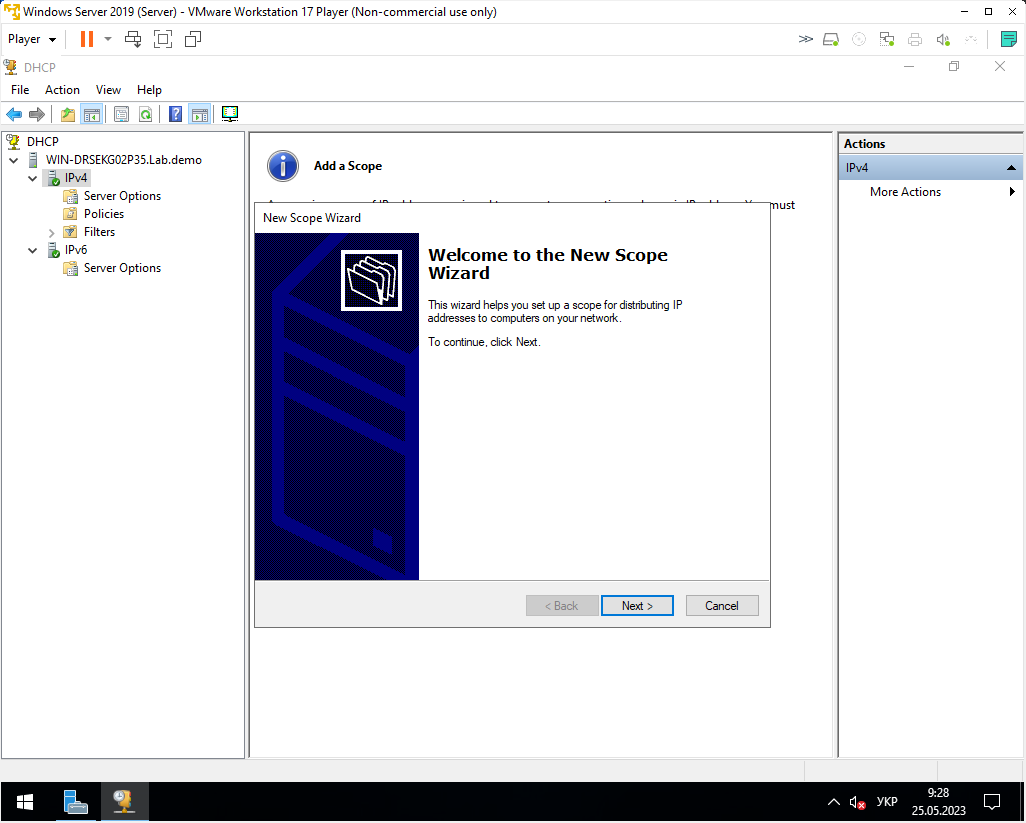 Windows Server 2019 (Server) - VMware Workstation 17 Player (Non-commercial use only)
Player
DHCP
File Action View Help
DHCP
WIN-DRSEKG02P35.Lab.demo
IPv4
Server Options
Policies
Filters
IPv6
Server Options
Add a Scope
must
New Scope Wizard
Welcome to the New Scope
Wizard
This wizard helps you set up a scope for distributing IP
addresses to computers on your network.
To continue, click Next.
< Back Next > Cancel
Actions
IPv4
More Actions
УКР
9:28
25.05.2023